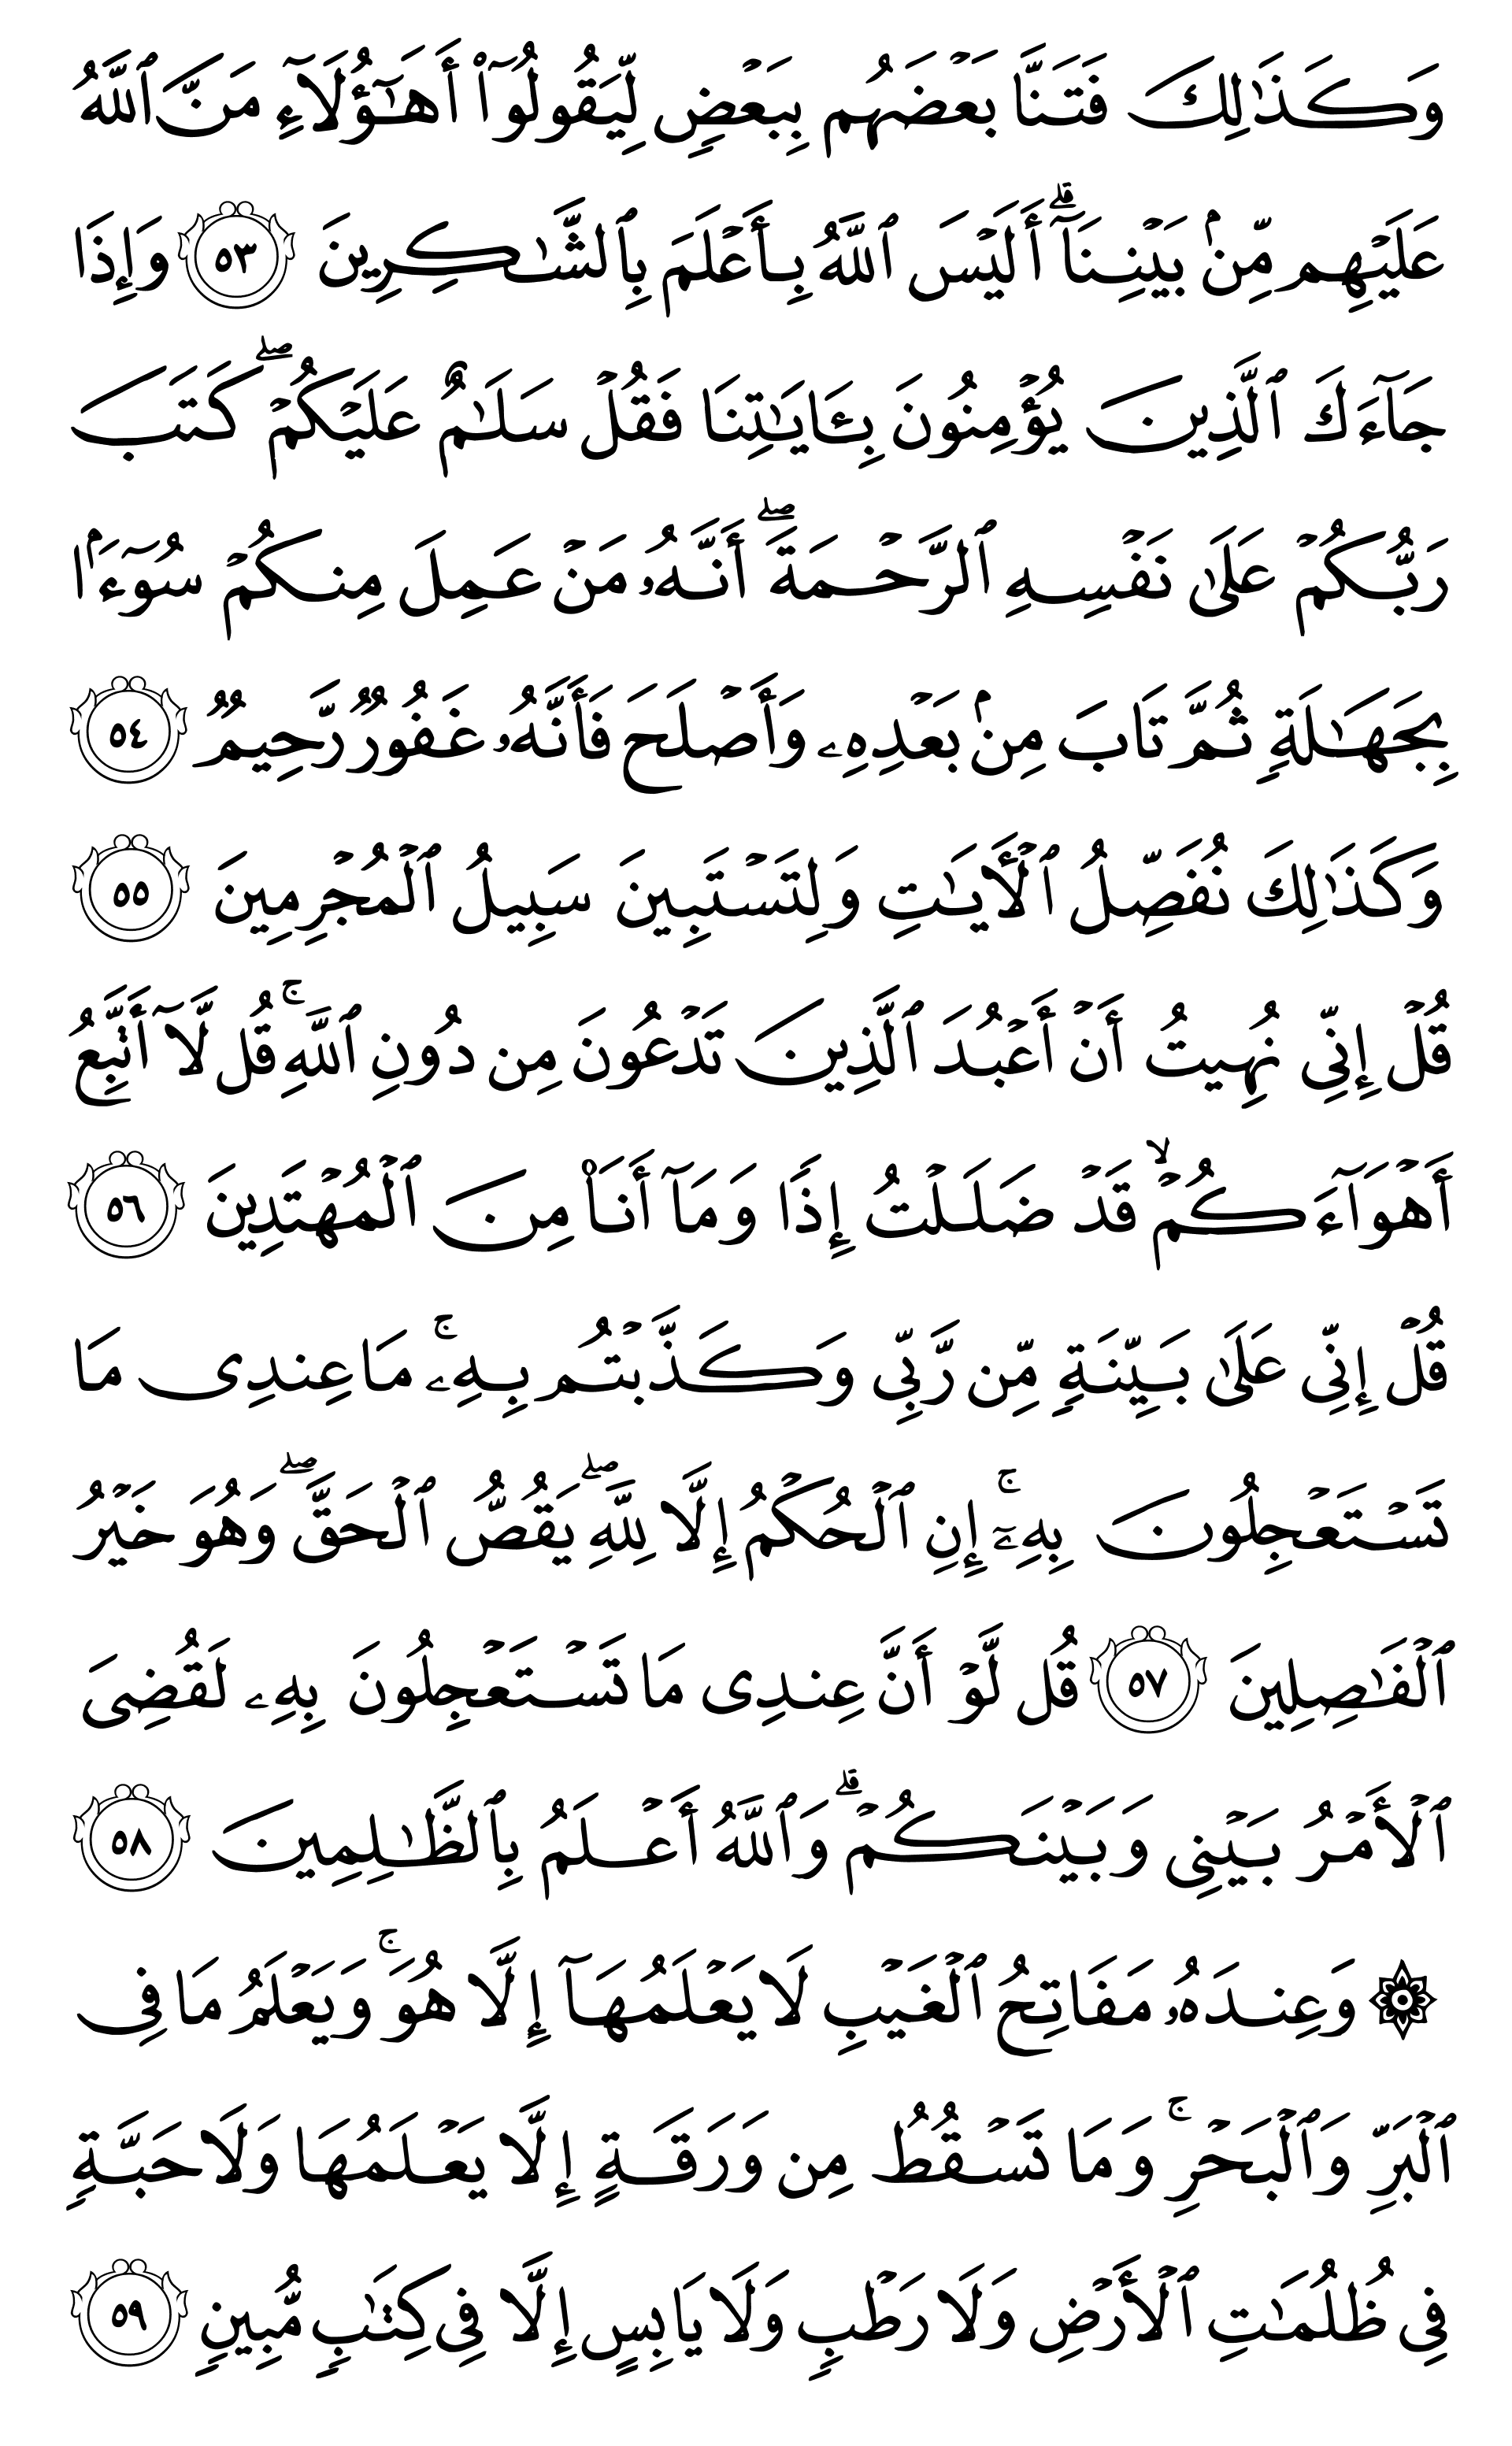 وَكَذَٰلِكَ فَتَنَّا بَعْضَهُم بِبَعْضٍ لِّيَقُولُوٓا۟ أَهَـٰٓؤُلَآءِ مَنَّ ٱللَّهُ
عَلَيْهِم مِّنۢ بَيْنِنَآ ۗ أَلَيْسَ ٱللَّهُ بِأَعْلَمَ بِٱلشَّـٰكِرِينَ ٥٣ وَإِذَا
جَآءَكَ ٱلَّذِينَ يُؤْمِنُونَ بِـَٔايَـٰتِنَا فَقُلْ سَلَـٰمٌ عَلَيْكُمْ ۖ كَتَبَ
رَبُّكُمْ عَلَىٰ نَفْسِهِ ٱلرَّحْمَةَ ۖ أَنَّهُۥ مَنْ عَمِلَ مِنكُمْ سُوٓءًۢا
بِجَهَـٰلَةٍ ثُمَّ تَابَ مِنۢ بَعْدِهِۦ وَأَصْلَحَ فَأَنَّهُۥ غَفُورٌ رَّحِيمٌ ٥٤
وَكَذَٰلِكَ نُفَصِّلُ ٱلْأَيَـٰتِ وَلِتَسْتَبِينَ سَبِيلُ ٱلْمُجْرِمِينَ ٥٥
قُلْ إِنِّى نُهِيتُ أَنْ أَعْبُدَ ٱلَّذِينَ تَدْعُونَ مِن دُونِ ٱللَّهِ ۚ قُل لَّآ أَتَّبِعُ
أَهْوَآءَكُمْ ۙ قَدْ ضَلَلْتُ إِذًا وَمَآ أَنَا۠ مِنَ ٱلْمُهْتَدِينَ ٥٦
قُلْ إِنِّى عَلَىٰ بَيِّنَةٍ مِّن رَّبِّى وَكَذَّبْتُم بِهِۦ ۚ مَا عِندِى مَا
تَسْتَعْجِلُونَ بِهِۦٓ ۚ إِنِ ٱلْحُكْمُ إِلَّا لِلَّهِ ۖ يَقُصُّ ٱلْحَقَّ ۖ وَهُوَ خَيْرُ
ٱلْفَـٰصِلِينَ ٥٧ قُل لَّوْ أَنَّ عِندِى مَا تَسْتَعْجِلُونَ بِهِۦ لَقُضِىَ
ٱلْأَمْرُ بَيْنِى وَبَيْنَكُمْ ۗ وَٱللَّهُ أَعْلَمُ بِٱلظَّـٰلِمِينَ ٥٨
۞ وَعِندَهُۥ مَفَاتِحُ ٱلْغَيْبِ لَا يَعْلَمُهَآ إِلَّا هُوَ ۚ وَيَعْلَمُ مَا فِى
ٱلْبَرِّ وَٱلْبَحْرِ ۚ وَمَا تَسْقُطُ مِن وَرَقَةٍ إِلَّا يَعْلَمُهَا وَلَا حَبَّةٍ
فِى ظُلُمَـٰتِ ٱلْأَرْضِ وَلَا رَطْبٍ وَلَا يَابِسٍ إِلَّا فِى كِتَـٰبٍ مُّبِينٍ ٥٩